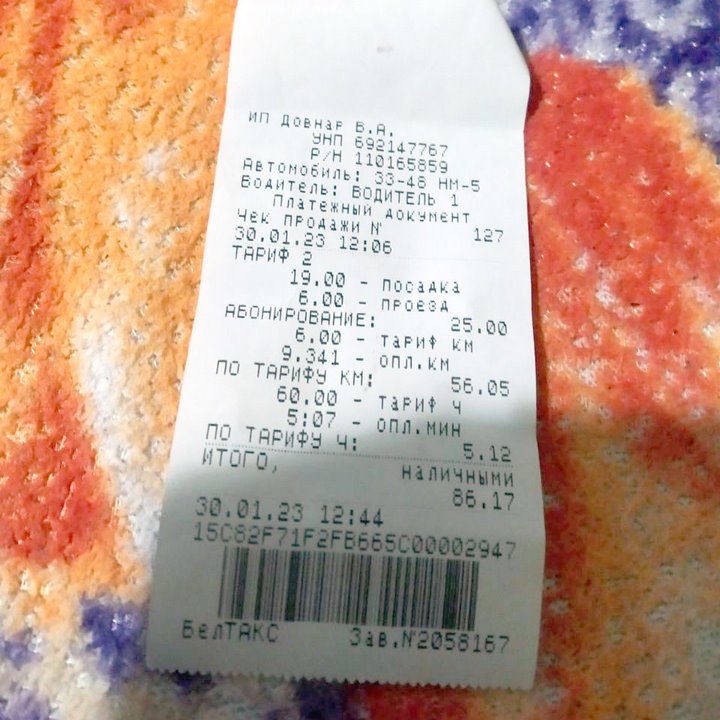 ИП Довнар В.А.
УНП 692147767
Р/Н 110165859
Автомобиль: 33-48 НМ-5
Водитель: ВОДИТЕЛЬ 1
Платежный документ
Чек продажи № 127
30.01.23 12:06
ТАРИФ 2
19.00 - посадка
6.00 - проезд
АБОНИРОВАНИЕ: 25.00
6.00 - тариф км
9.341 - опл.км
ПО ТАРИФУ КМ: 56.05
60.00 - тариф ч
5:07 - опл.мин
ПО ТАРИФУ Ч: 5.12
ИТОГО, наличными
86.17
30.01.23 12:44
15C82F71F2FB665C00002947
БелТАКС Зав.№2058167